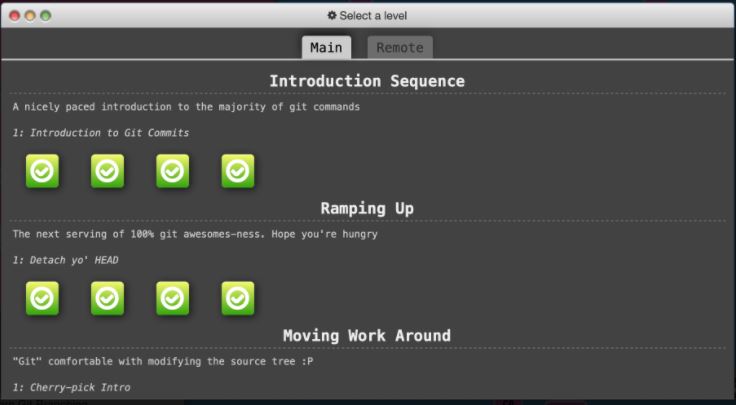 Select a level
Main Remote
Introduction Sequence
A nicely paced introduction to the majority of git commands
1: Introduction to Git Commits
Ramping Up
The next serving of 100% git awesomes-ness. Hope you're hungry
1: Detach yo' HEAD
Moving Work Around
"Git" comfortable with modifying the source tree :P
1: Cherry-pick Intro